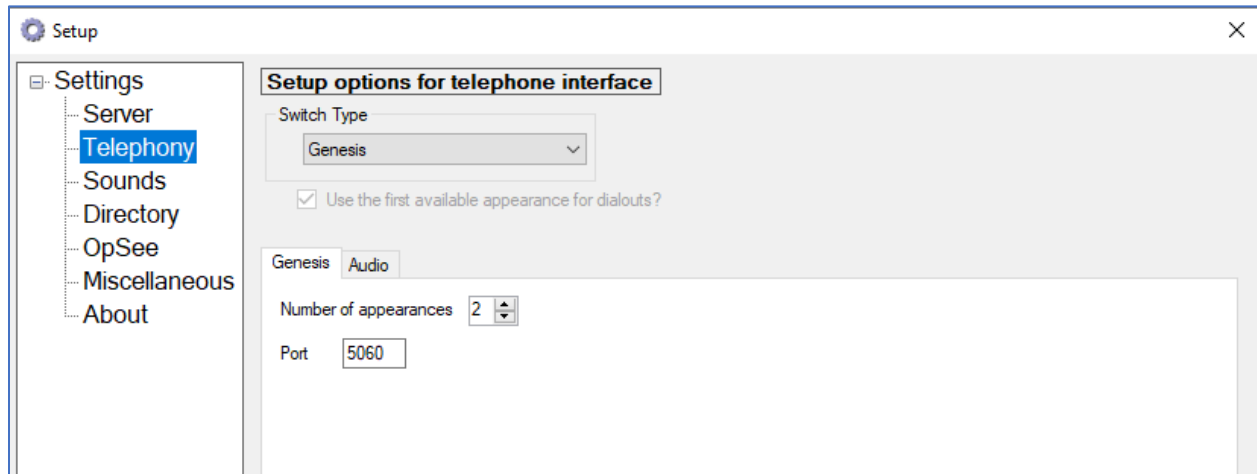 Setup
Settings
Server
Telephony
Sounds
Directory
OpSee
Miscellaneous
About
Setup options for telephone interface
Switch Type
Genesis
Use the first available appearance for dialouts?
Genesis Audio
Number of appearances 2
Port 5060